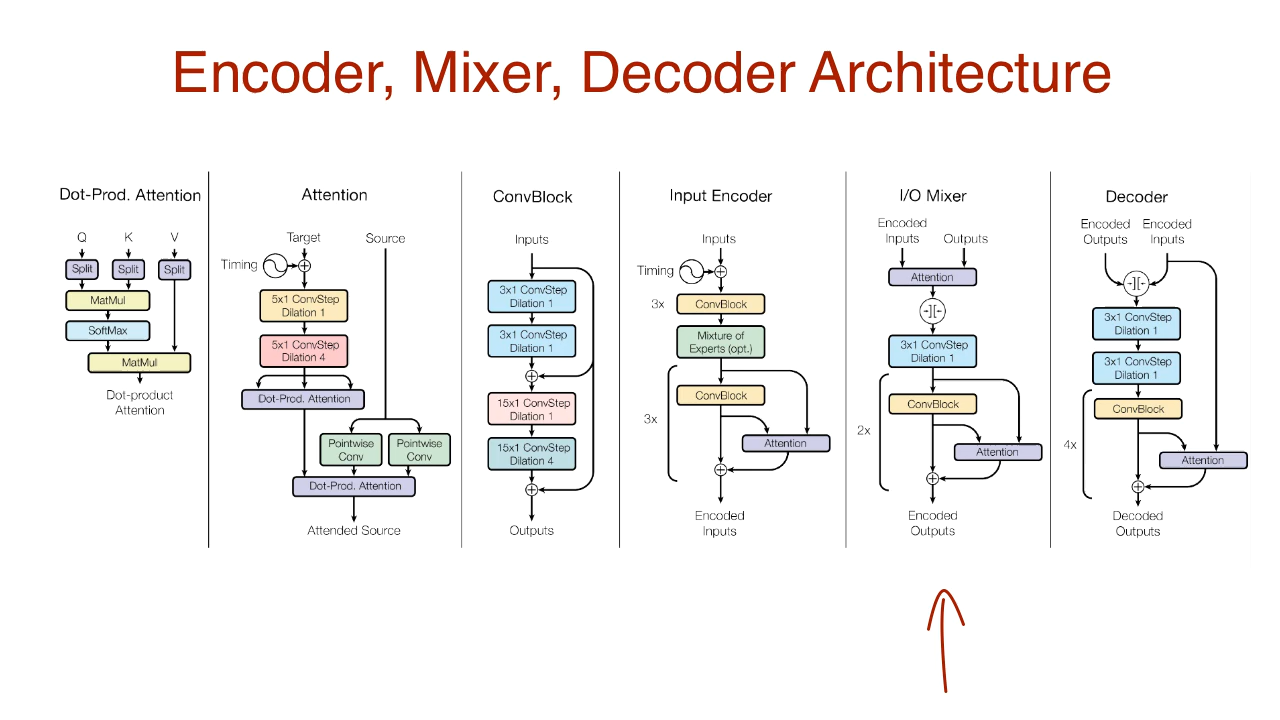 Encoder, Mixer, Decoder Architecture
Dot-Prod. Attention
Q K V
Split Split Split
MatMul
SoftMax
MatMul
Dot-product
Attention
Attention
Target Source
Timing
5x1 ConvStep
Dilation 1
5x1 ConvStep
Dilation 4
Dot-Prod. Attention
Pointwise
Conv
Pointwise
Conv
Dot-Prod. Attention
Attended Source
ConvBlock
Inputs
3x1 ConvStep
Dilation 1
3x1 ConvStep
Dilation 1
15x1 ConvStep
Dilation 1
15x1 ConvStep
Dilation 4
Outputs
Input Encoder
Inputs
Timing
3x
ConvBlock
Mixture of
Experts (opt.)
3x
ConvBlock
Attention
Encoded
Inputs
I/O Mixer
Encoded
Inputs
Outputs
Attention
3x1 ConvStep
Dilation 1
2x
ConvBlock
Attention
Encoded
Outputs
Decoder
Encoded
Outputs
Encoded
Inputs
3x1 ConvStep
Dilation 1
3x1 ConvStep
Dilation 1
4x
ConvBlock
Attention
Decoded
Outputs